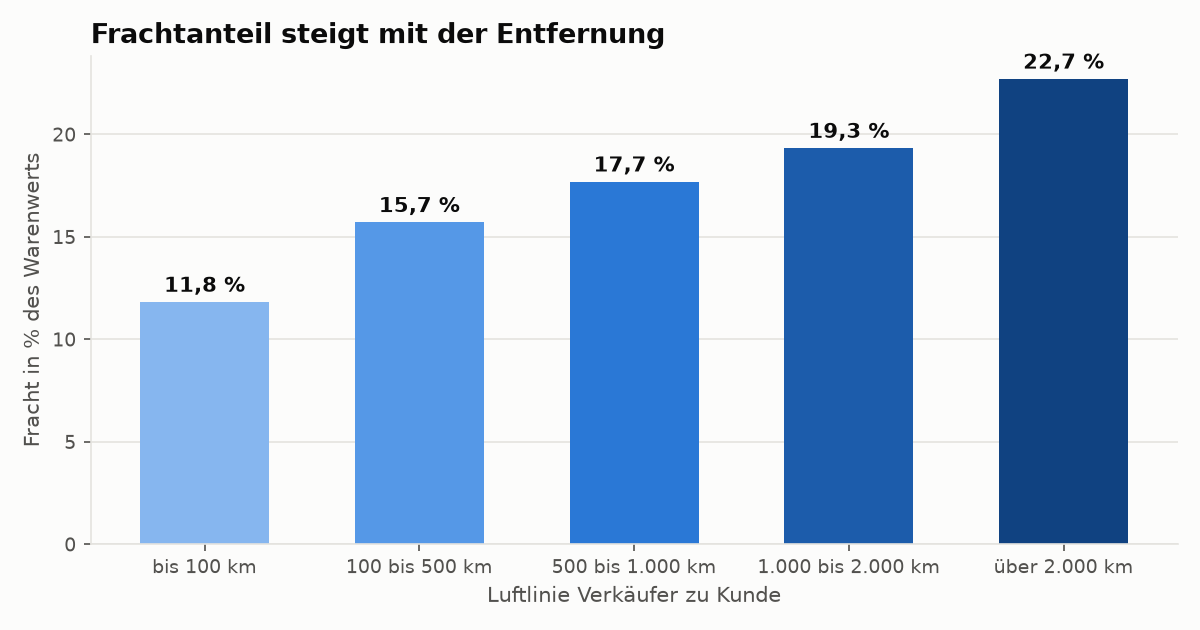 Frachtanteil steigt mit der Entfernung
Fracht in % des Warenwerts
20
15
10
5
0
11,8 %
15,7 %
17,7 %
19,3 %
22,7 %
bis 100 km
100 bis 500 km
500 bis 1.000 km
1.000 bis 2.000 km
über 2.000 km
Luftlinie Verkäufer zu Kunde